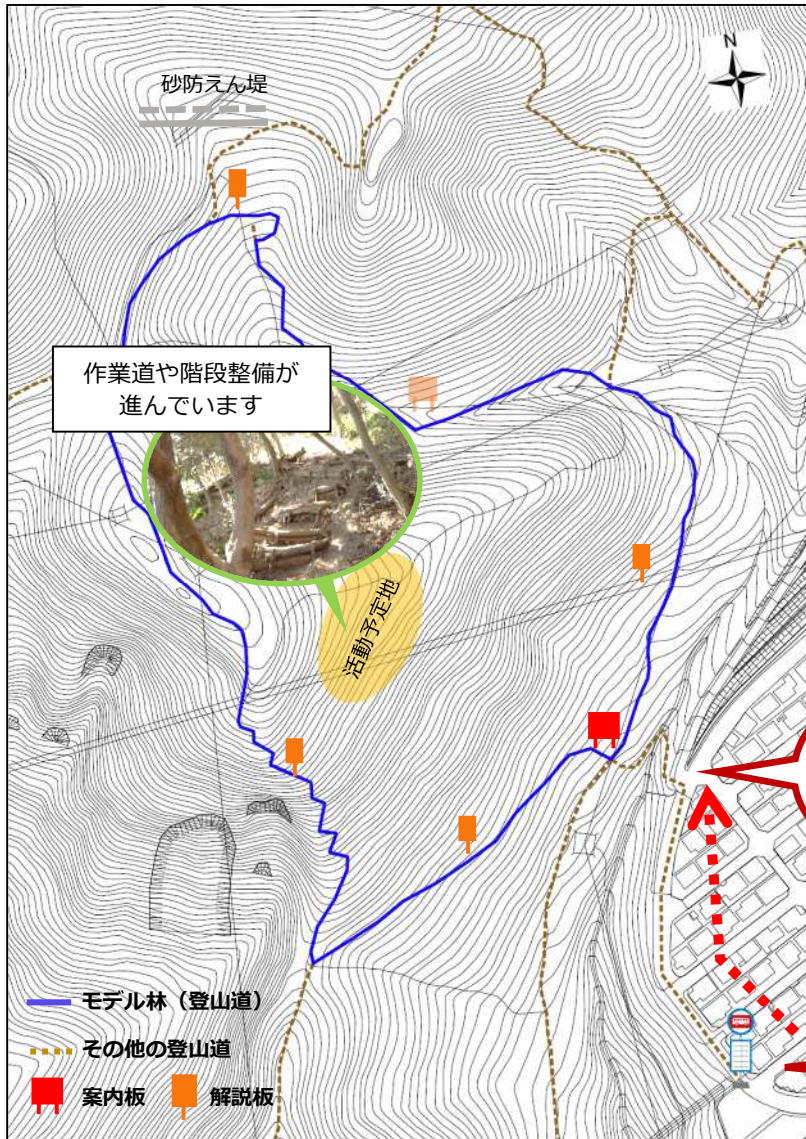 N
砂防えん堤
作業道や階段整備が
進んでいます
活動予定地
モデル林（登山道）
その他の登山道
案内板
解説板